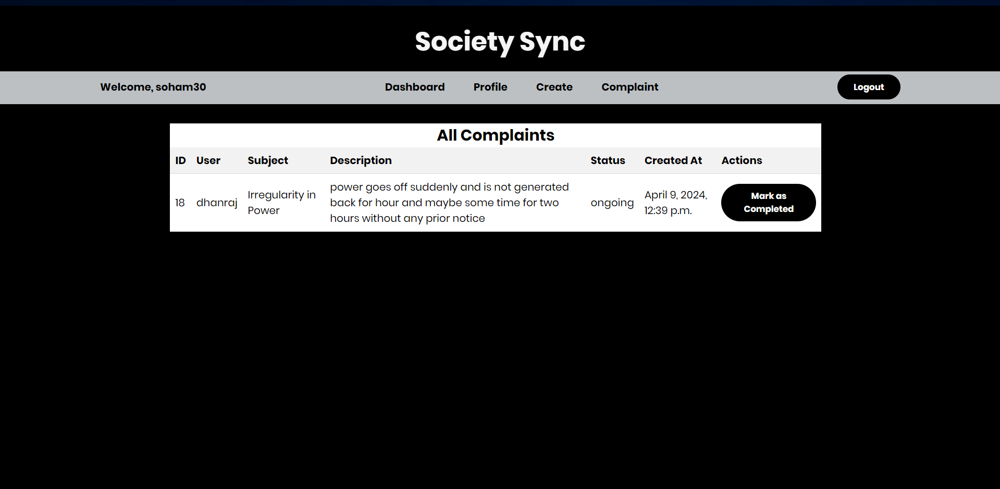 Society Sync
Welcome, soham30 Dashboard Profile Create Complaint Logout
All Complaints
ID User Subject Description Status Created At Actions
18 dhanraj
Irregularity in
Power
power goes off suddenly and is not generated
back for hour and maybe some time for two
hours without any prior notice
ongoing
April 9, 2024,
12:39 p.m.
Mark as
Completed